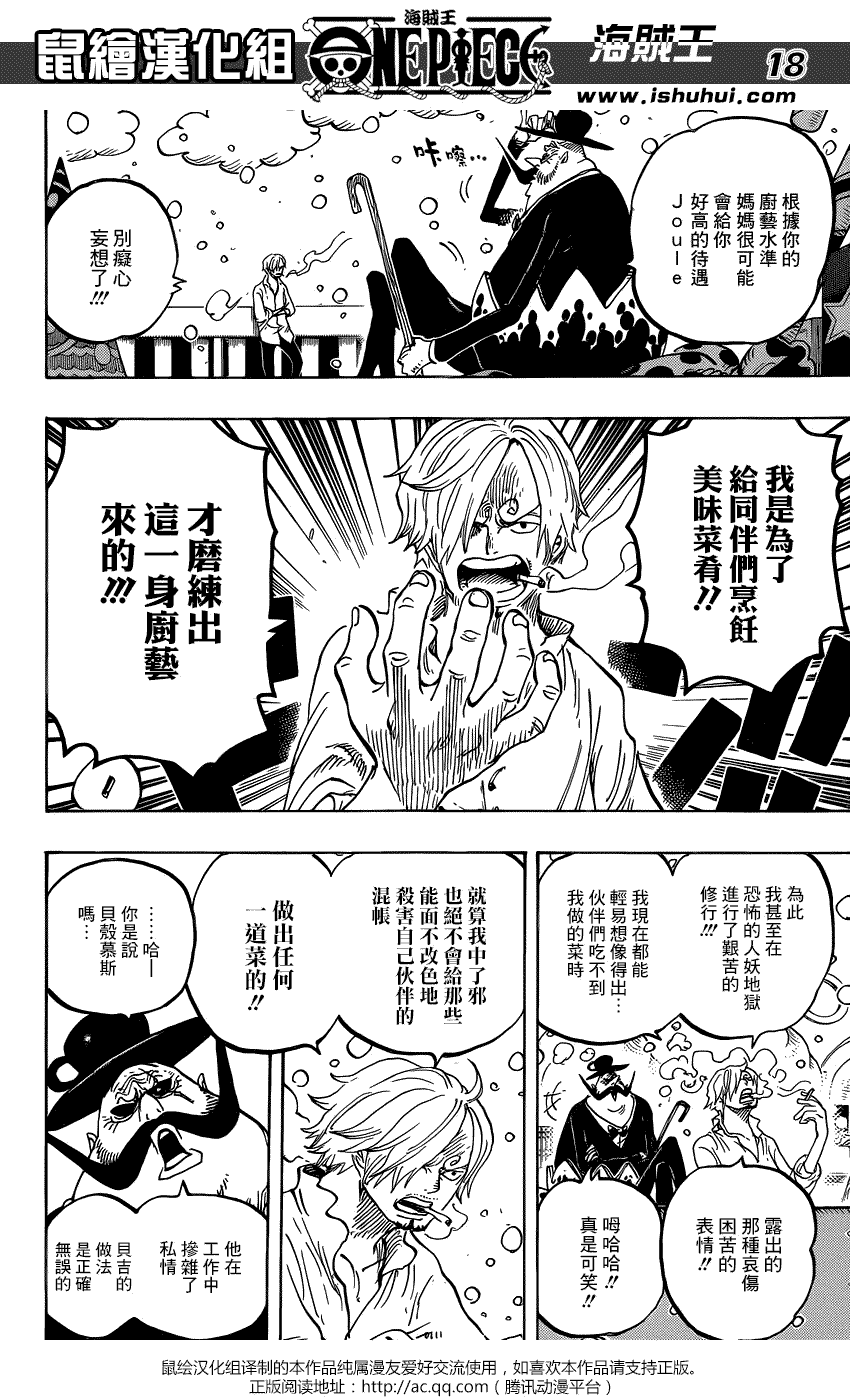 鼠繪漢化組
海賊王
ONE PIECE
海賊王
18
www.ishuhui.com
根據你的
廚藝水準
媽媽很可能
會給你
好高的待遇
Joule
咔嚓…
別癡心
妄想了!!!
我是為了
給同伴們烹飪
美味菜肴!!
才磨練出
這一身廚藝
來的!!!
為此
我甚至在
恐怖的人妖地獄
進行了艱苦的
修行!!!
我現在都能
輕易想像得出…
伙伴們吃不到
我做的菜時
露出的
那種哀傷
困苦的
表情!!
呣哈哈!!
真是可笑!!
就算我中了邪
也絕不會給那些
能面不改色地
殺害自己伙伴的
混帳
做出任何
一道菜的!!
……哈—
你是說
貝殼慕斯
嗎…
他在
工作中
摻雜了
私情
貝吉的
做法
是正確
無誤的
鼠绘汉化组译制的本作品纯属漫友爱好交流使用，如喜欢本作品请支持正版。
正版阅读地址：http://ac.qq.com（腾讯动漫平台）